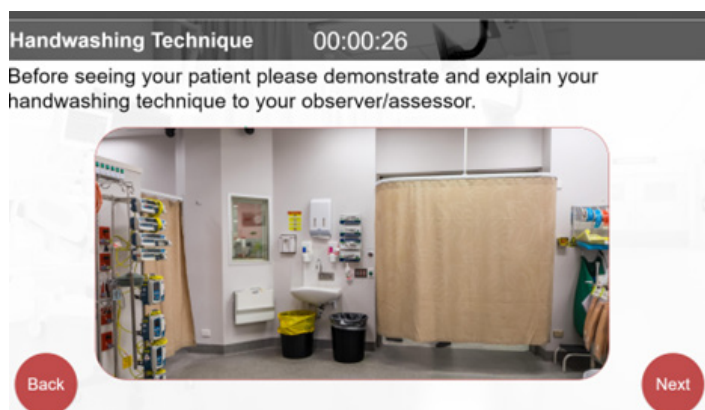 Handwashing Technique 00:00:26
Before seeing your patient please demonstrate and explain your
handwashing technique to your observer/assessor.
Back
Next